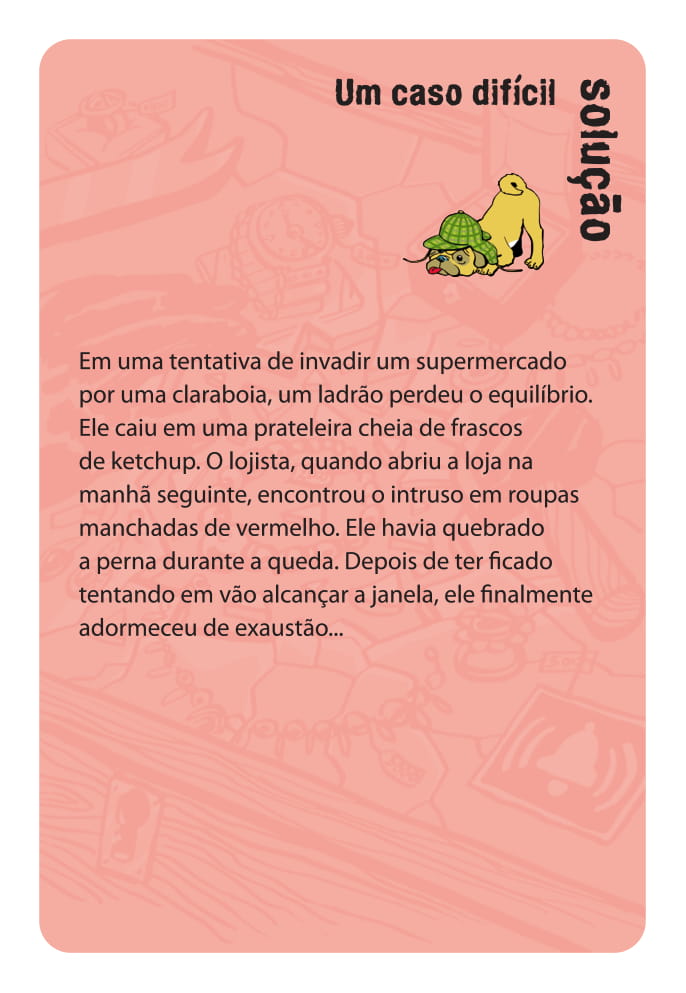 Um caso difícil
solução
Em uma tentativa de invadir um supermercado
por uma claraboia, um ladrão perdeu o equilíbrio.
Ele caiu em uma prateleira cheia de frascos
de ketchup. O lojista, quando abriu a loja na
manhã seguinte, encontrou o intruso em roupas
manchadas de vermelho. Ele havia quebrado
a perna durante a queda. Depois de ter ficado
tentando em vão alcançar a janela, ele finalmente
adormeceu de exaustão...